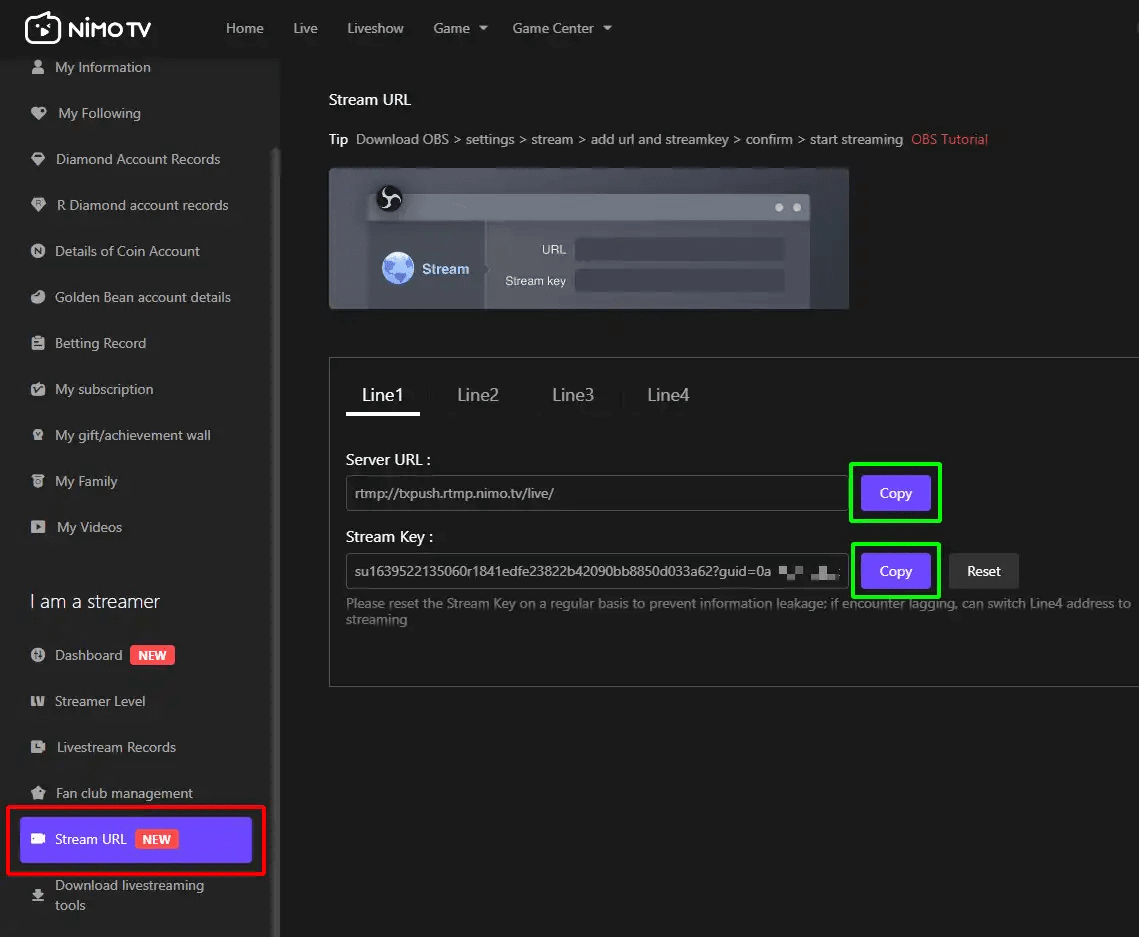 NIMO TV
Home Live Liveshow Game Game Center
My Information
My Following
Diamond Account Records
R Diamond account records
Details of Coin Account
Golden Bean account details
Betting Record
My subscription
My gift/achievement wall
My Family
My Videos
I am a streamer
Dashboard NEW
Streamer Level
Livestream Records
Fan club management
Stream URL NEW
Download livestreaming
tools
Stream URL
Tip Download OBS > settings > stream > add url and streamkey > confirm > start streaming OBS Tutorial
URL
Stream
Stream key
Line1 Line2 Line3 Line4
Server URL :
rtmp://txpush.rtmp.nimo.tv/live/ Copy
Stream Key :
su1639522135060r1841edfe23822b42090bb8850d033a62?guid=0a Copy Reset
Please reset the Stream Key on a regular basis to prevent information leakage; if encounter lagging, can switch Line4 address to
streaming